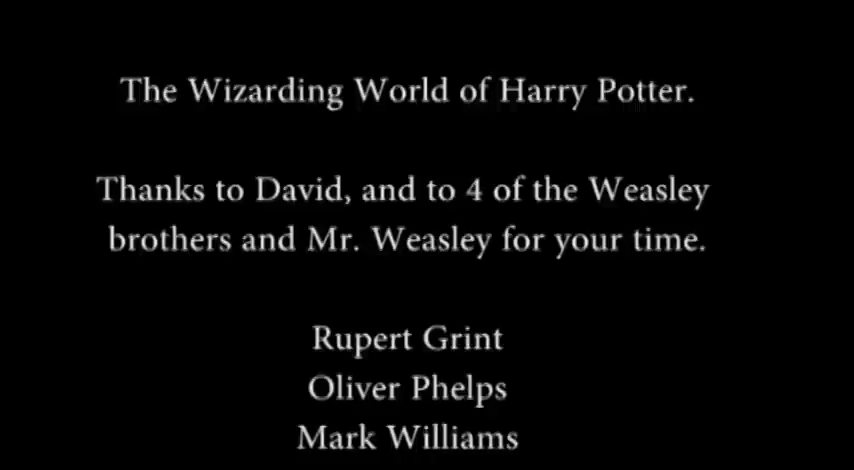 The Wizarding World of Harry Potter.
Thanks to David, and to 4 of the Weasley
brothers and Mr. Weasley for your time.
Rupert Grint
Oliver Phelps
Mark Williams